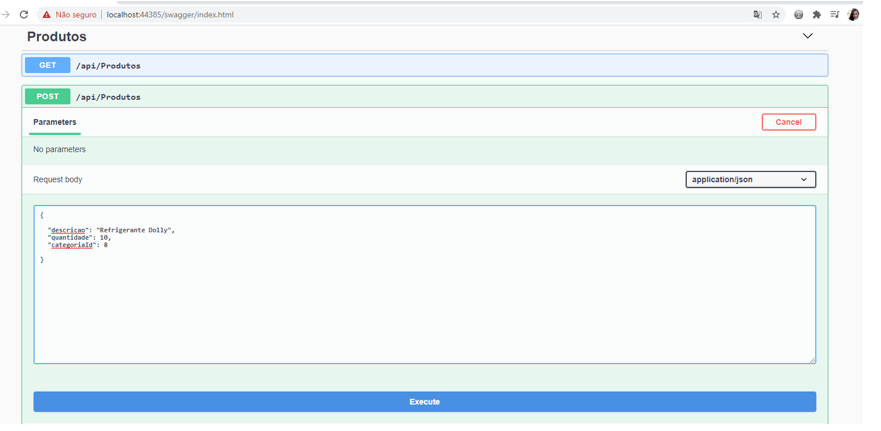 Não seguro localhost:44385/swagger/index.html
Produtos
GET /api/Produtos
POST /api/Produtos
Parameters Cancel
No parameters
Request body application/json
{
"descricao": "Refrigerante Dolly",
"quantidade": 10,
"categoriaId": 8
}
Execute